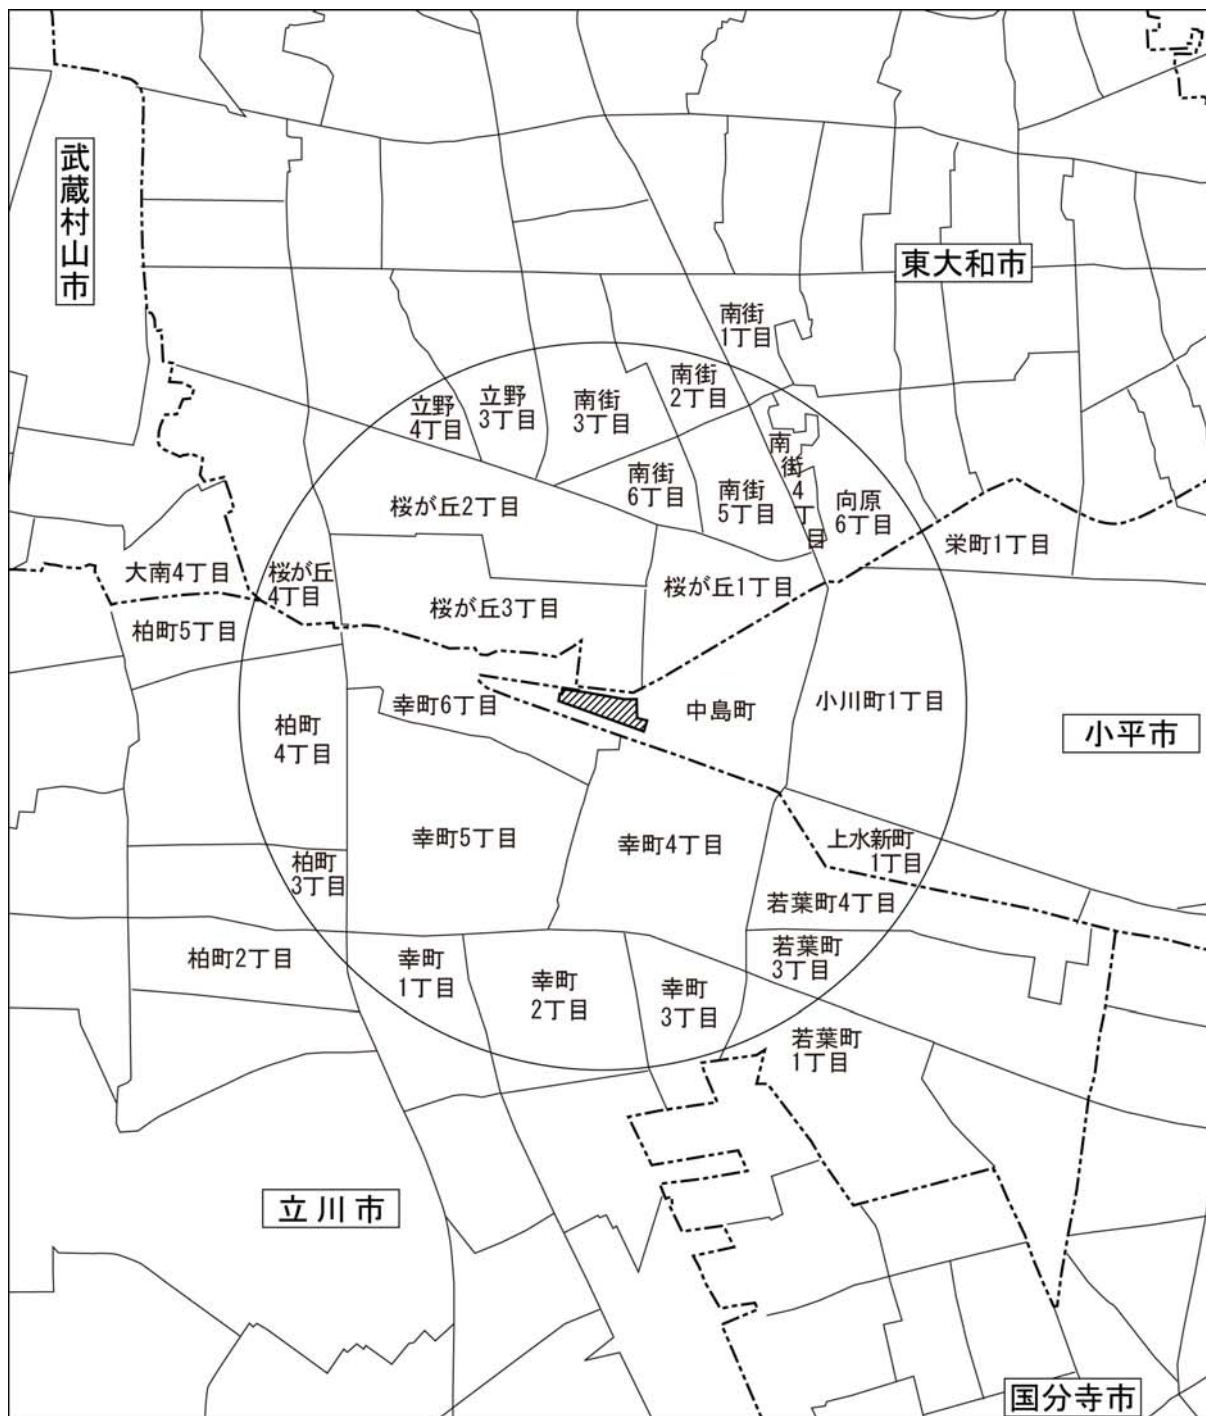 武蔵村山市
東大和市
南街
1丁目
南街
2丁目
立野
3丁目
立野
4丁目
南街
3丁目
南街
4丁目
南街
6丁目
南街
5丁目
向原
6丁目
桜が丘2丁目
栄町1丁目
大南4丁目
桜が丘
4丁目
桜が丘1丁目
桜が丘3丁目
柏町5丁目
幸町6丁目
中島町
小川町1丁目
小平市
柏町
4丁目
幸町5丁目
幸町4丁目
上水新町
1丁目
柏町
3丁目
若葉町4丁目
柏町2丁目
幸町
1丁目
幸町
2丁目
幸町
3丁目
若葉町
3丁目
若葉町
1丁目
立川市
国分寺市